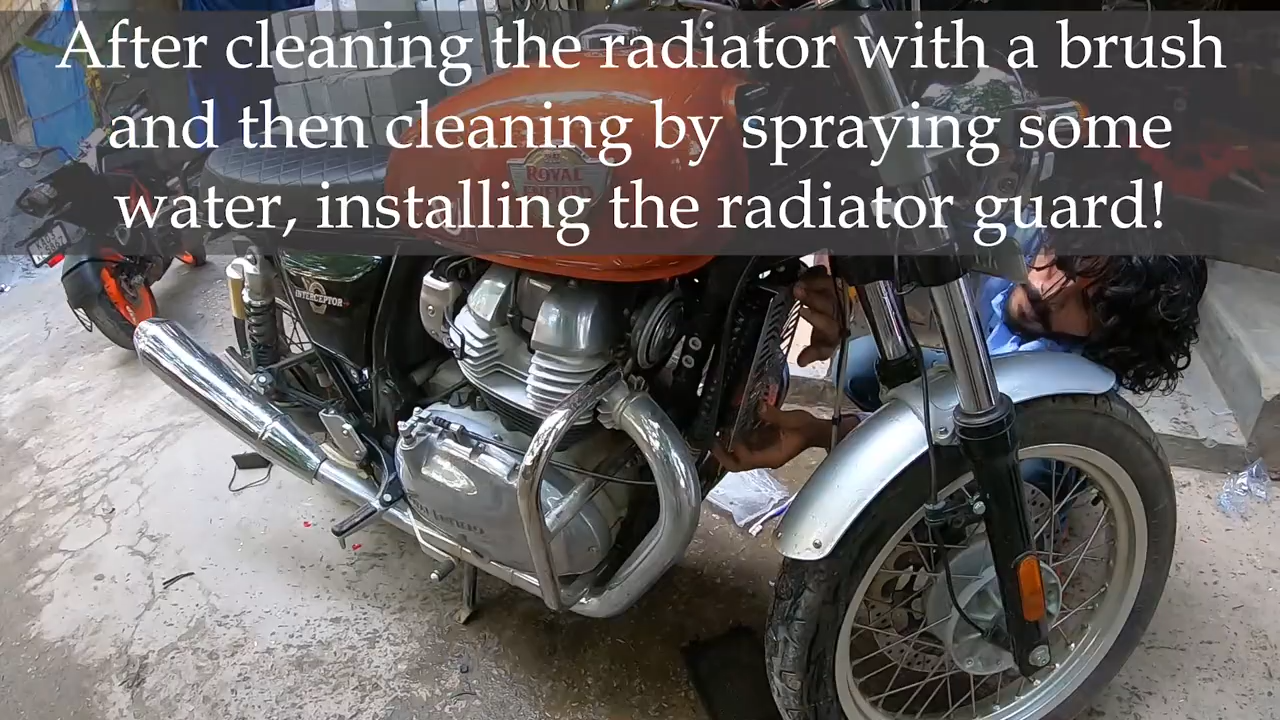 After cleaning the radiator with a brush
and then cleaning by spraying some
water, installing the radiator guard!
ROYAL
ENFIELD
INTERCEPTOR